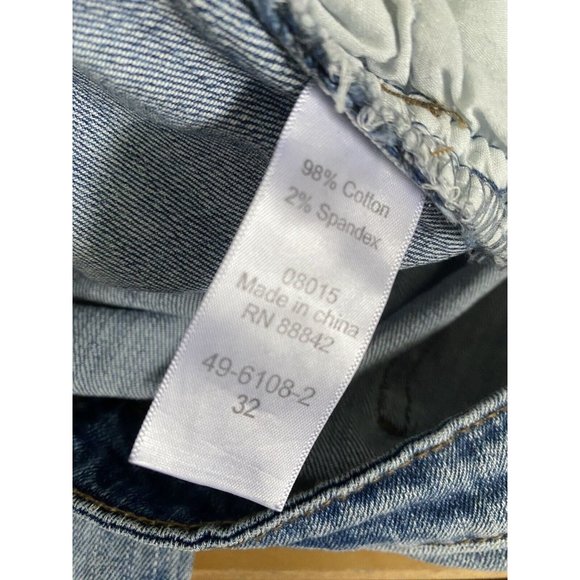 98% Cotton
2% Spandex
08015
Made in china
RN 88842
49-6108-2
32